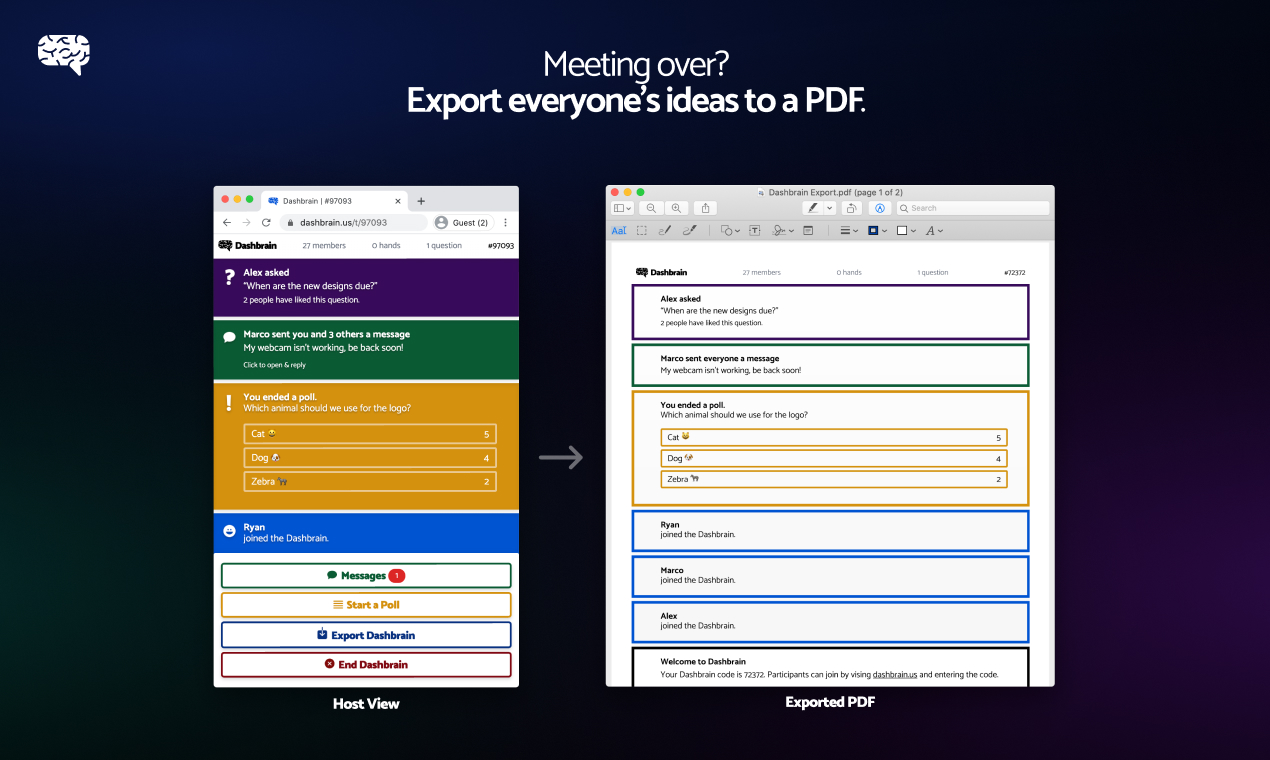 Meeting over?
Export everyone's ideas to a PDF.
Dashbrain | #97093
dashbrain.us/t/97093
Guest (2)
Dashbrain 27 members 0 hands 1 question #97093
Alex asked
“When are the new designs due?”
2 people have liked this question.
Marco sent you and 3 others a message
My webcam isn't working, be back soon!
Click to open & reply
You ended a poll.
Which animal should we use for the logo?
Cat 5
Dog 4
Zebra 2
Ryan
joined the Dashbrain.
Messages 1
Start a Poll
Export Dashbrain
End Dashbrain
Host View
Dashbrain Export.pdf (page 1 of 2)
Search
AaI
T
A
Dashbrain 27 members 0 hands 1 question #72372
Alex asked
“When are the new designs due?”
2 people have liked this question.
Marco sent everyone a message
My webcam isn't working, be back soon!
You ended a poll.
Which animal should we use for the logo?
Cat 5
Dog 4
Zebra 2
Ryan
joined the Dashbrain.
Marco
joined the Dashbrain.
Alex
joined the Dashbrain.
Welcome to Dashbrain
Your Dashbrain code is 72372. Participants can join by vising dashbrain.us and entering the code.
Exported PDF